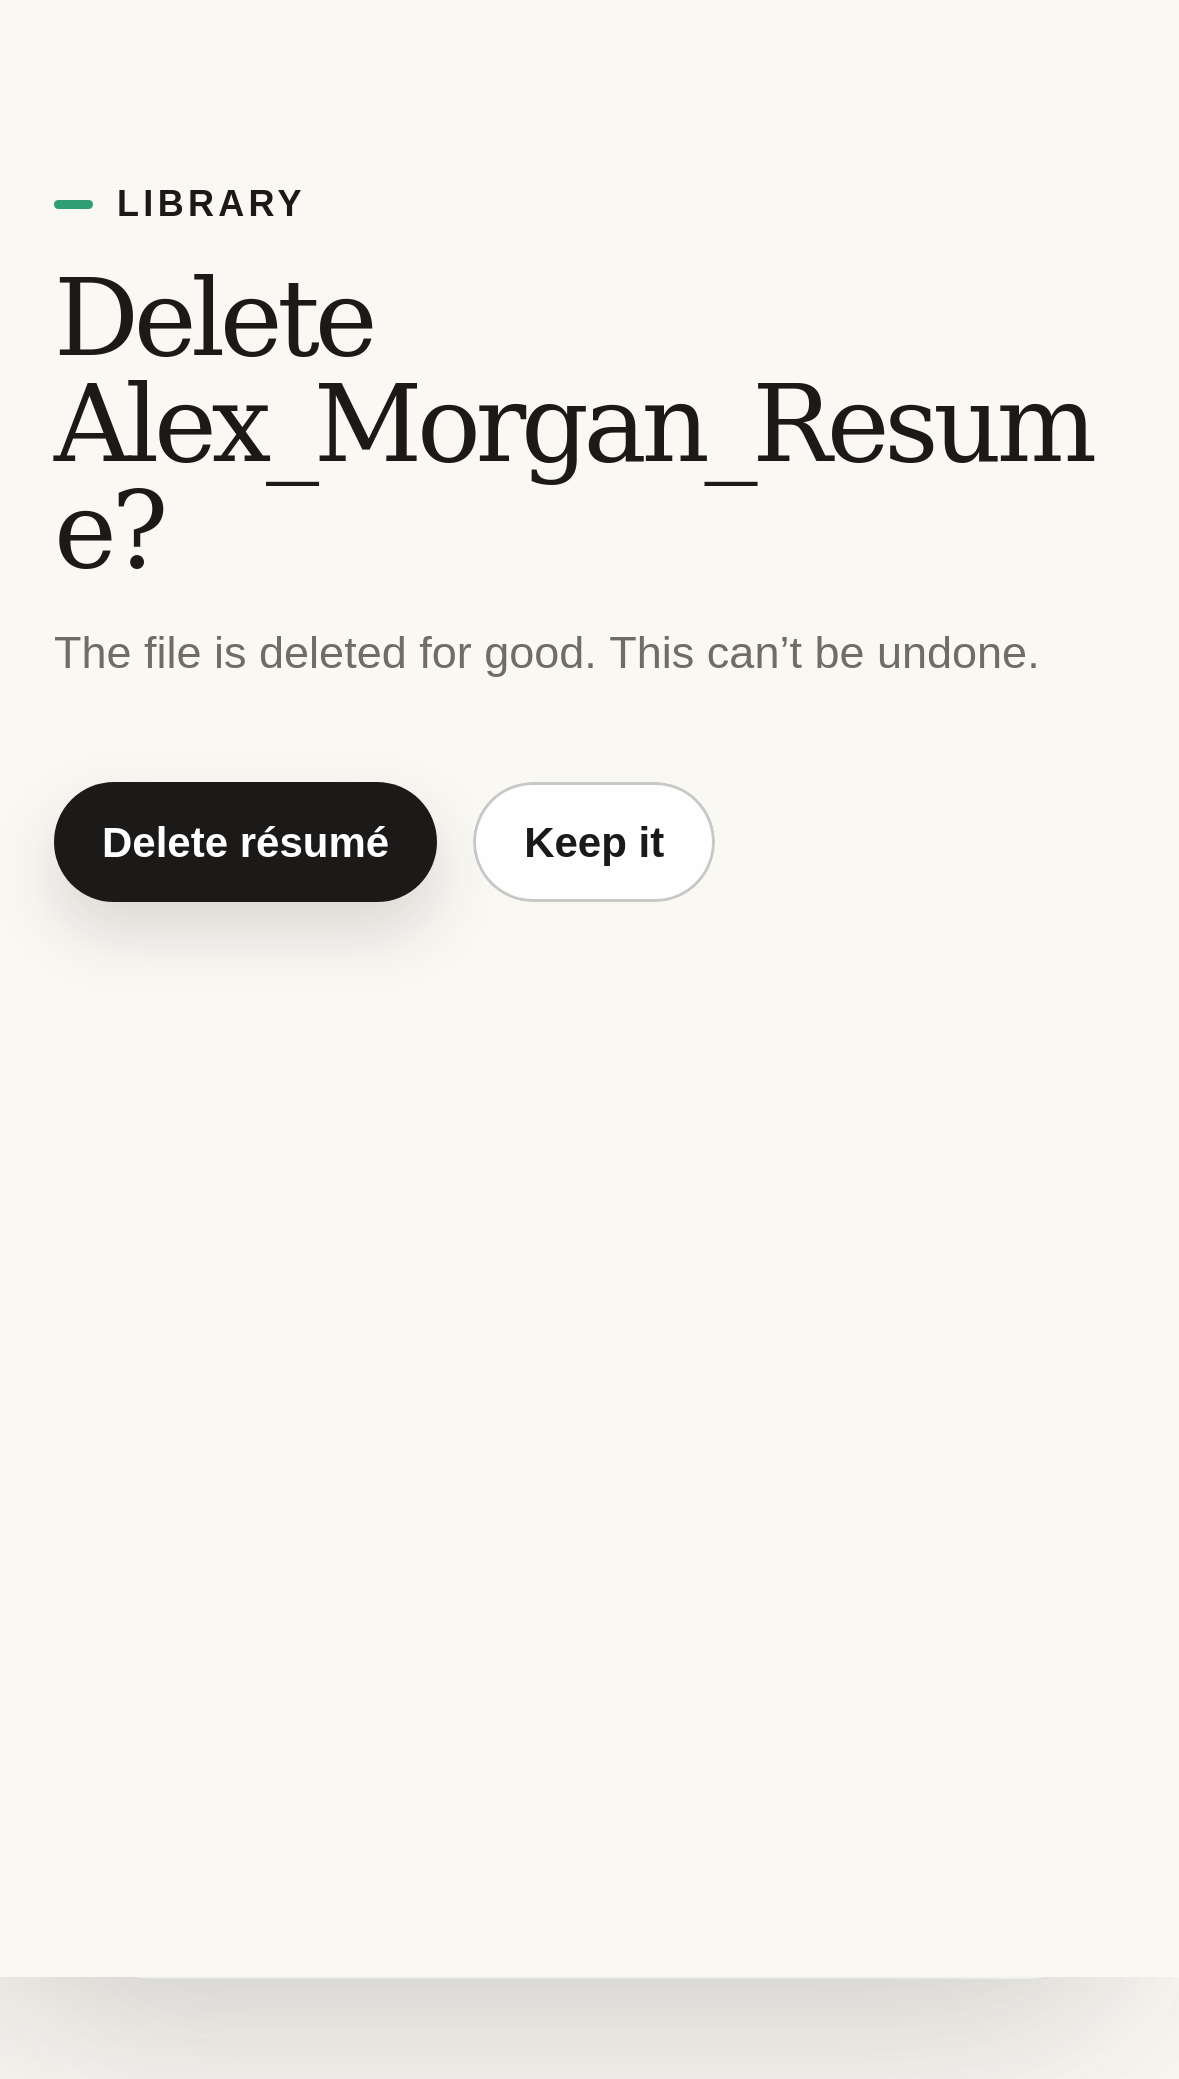 LIBRARY
Delete
Alex_Morgan_Resum
e?
The file is deleted for good. This can’t be undone.
Delete résumé
Keep it